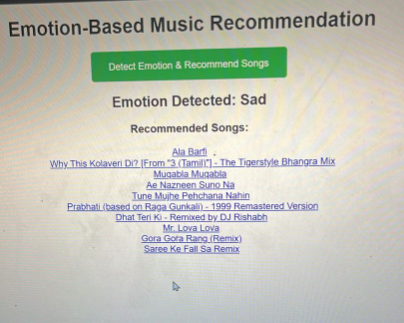 Emotion-Based Music Recommendation
Detect Emotion & Recommend Songs
Emotion Detected: Sad
Recommended Songs:
Ala Barfi
Why This Kolaveri Di? [From "3 (Tamil)"] - The Tigerstyle Bhangra Mix
Muqabla Muqabla
Ae Nazneen Suno Na
Tune Mujhe Pehchana Nahin
Prabhati (based on Raga Gunkali) - 1999 Remastered Version
Dhat Teri Ki - Remixed by DJ Rishabh
Mr. Lova Lova
Gora Gora Rang (Remix)
Saree Ke Fall Sa Remix